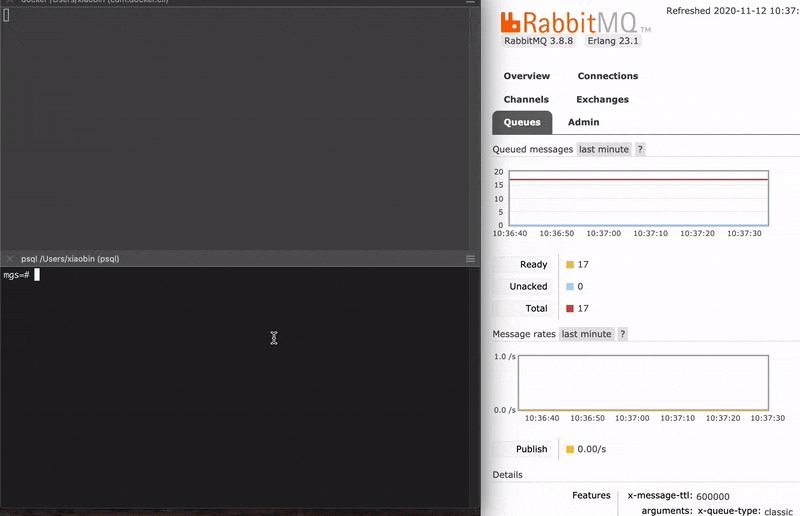 docker /Users/xiaobin (com.docker.cli)
mgs=#
psql /Users/xiaobin (psql)
RabbitMQ TM
Refreshed 2020-11-12 10:37:
RabbitMQ 3.8.8 Erlang 23.1
Overview Connections
Channels Exchanges
Queues Admin
Queued messages last minute ?
20
15
10
5
0
10:36:40 10:36:50 10:37:00 10:37:10 10:37:20 10:37:30
Ready 17
Unacked 0
Total 17
Message rates last minute ?
1.0 /s
0.0 /s
10:36:40 10:36:50 10:37:00 10:37:10 10:37:20 10:37:30
Publish 0.00/s
Details
Features x-message-ttl: 600000
arguments: x-queue-type: classic